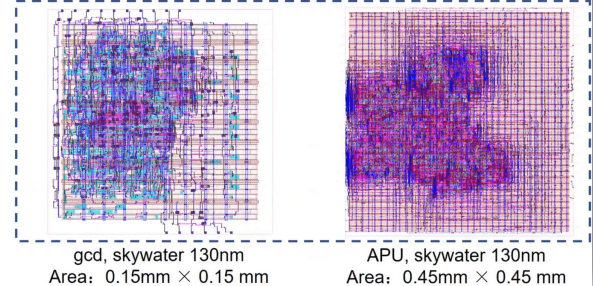 gcd, skywater 130nm
Area：0.15mm × 0.15 mm
APU, skywater 130nm
Area：0.45mm × 0.45 mm